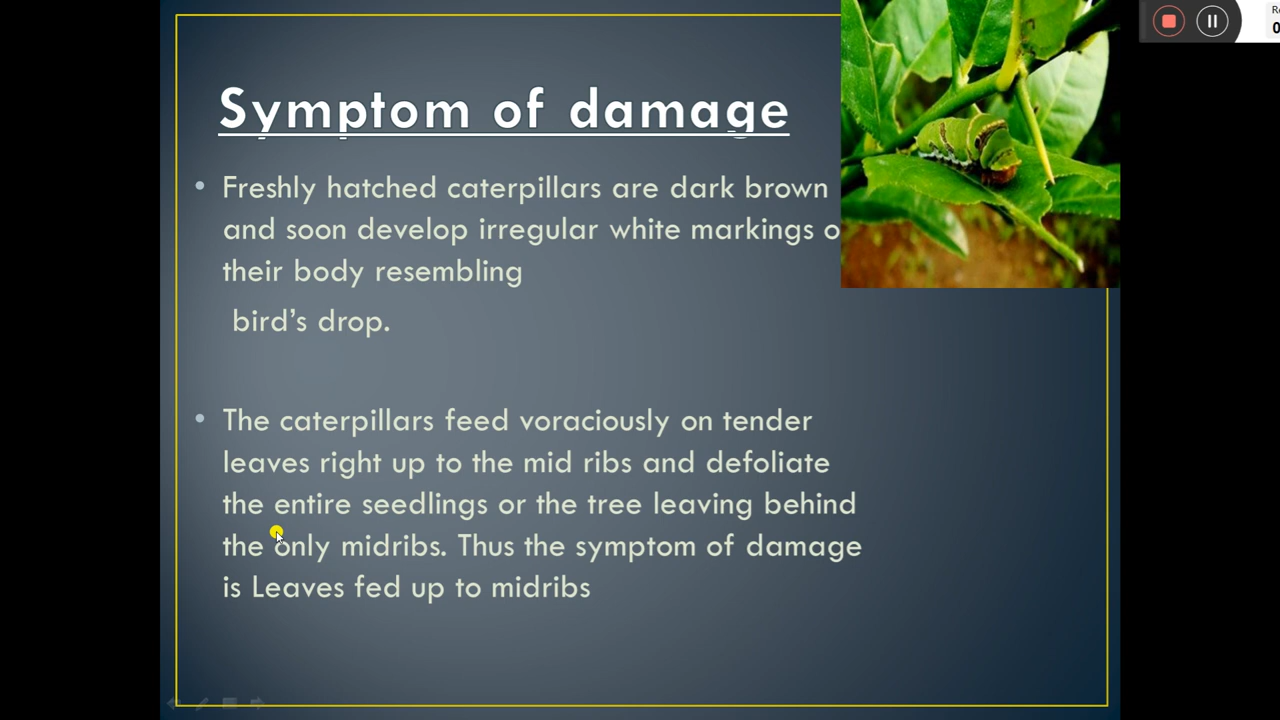 Symptom of damage
Freshly hatched caterpillars are dark brown
and soon develop irregular white markings
their body resembling
bird’s drop.
The caterpillars feed voraciously on tender
leaves right up to the mid ribs and defoliate
the entire seedlings or the tree leaving behind
the only midribs. Thus the symptom of damage
is Leaves fed up to midribs